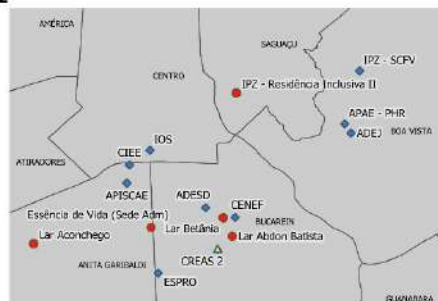 AMÉRICA
SAGUAÇU
IPZ - SCFV
CENTRO
IPZ - Residência Inclusiva II
APAE - PHR
BOA VISTA
ADEJ
IOS
CIEE
ATIRADORES
APISCAE
ADESD
CENEF
Essência de Vida (Sede Adm)
Lar Betânia
BUCAREIN
Lar Aconchego
Lar Abdon Batista
CREAS 2
ANITA GARIBALDI
ESPRO
GUANABARA